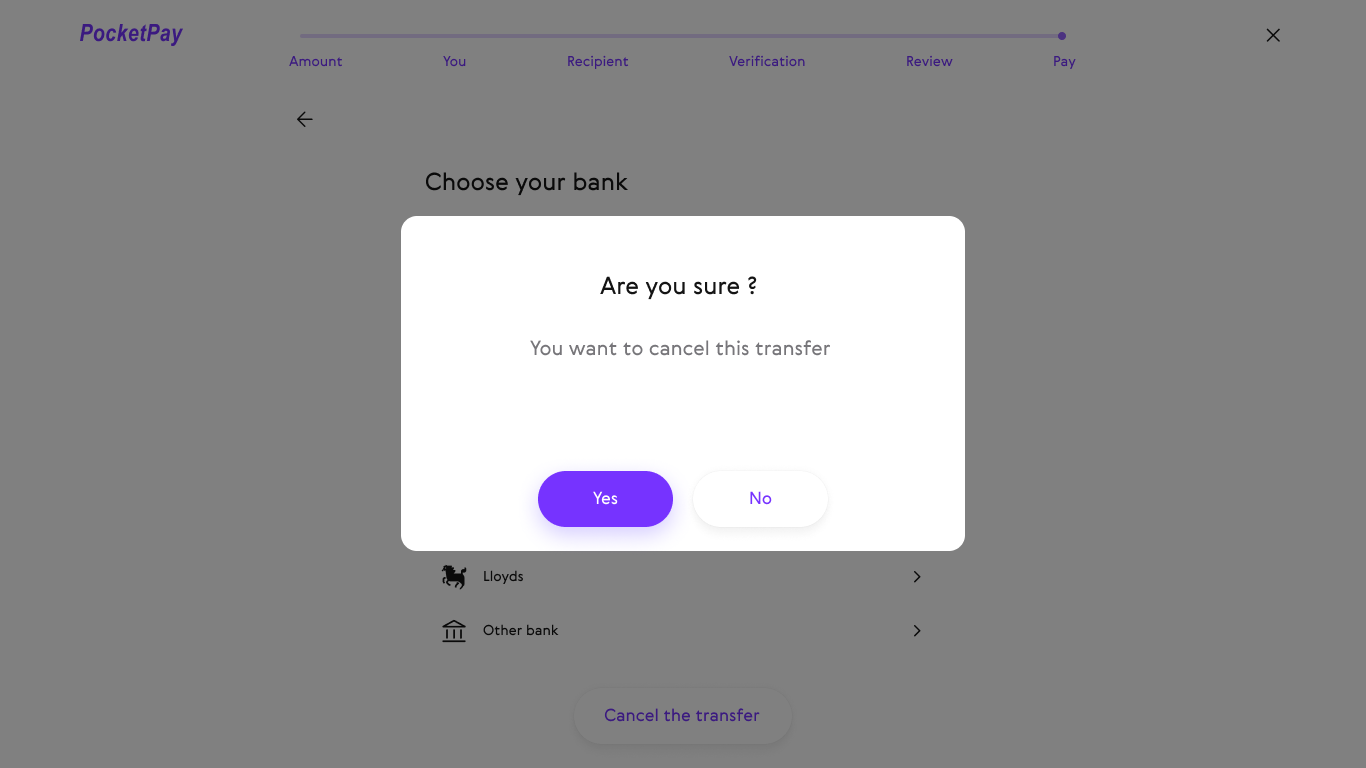 PocketPay
Amount
You
Recipient
Verification
Review
Pay
Choose your bank
Are you sure ?
You want to cancel this transfer
Yes
No
Lloyds
Other bank
Cancel the transfer